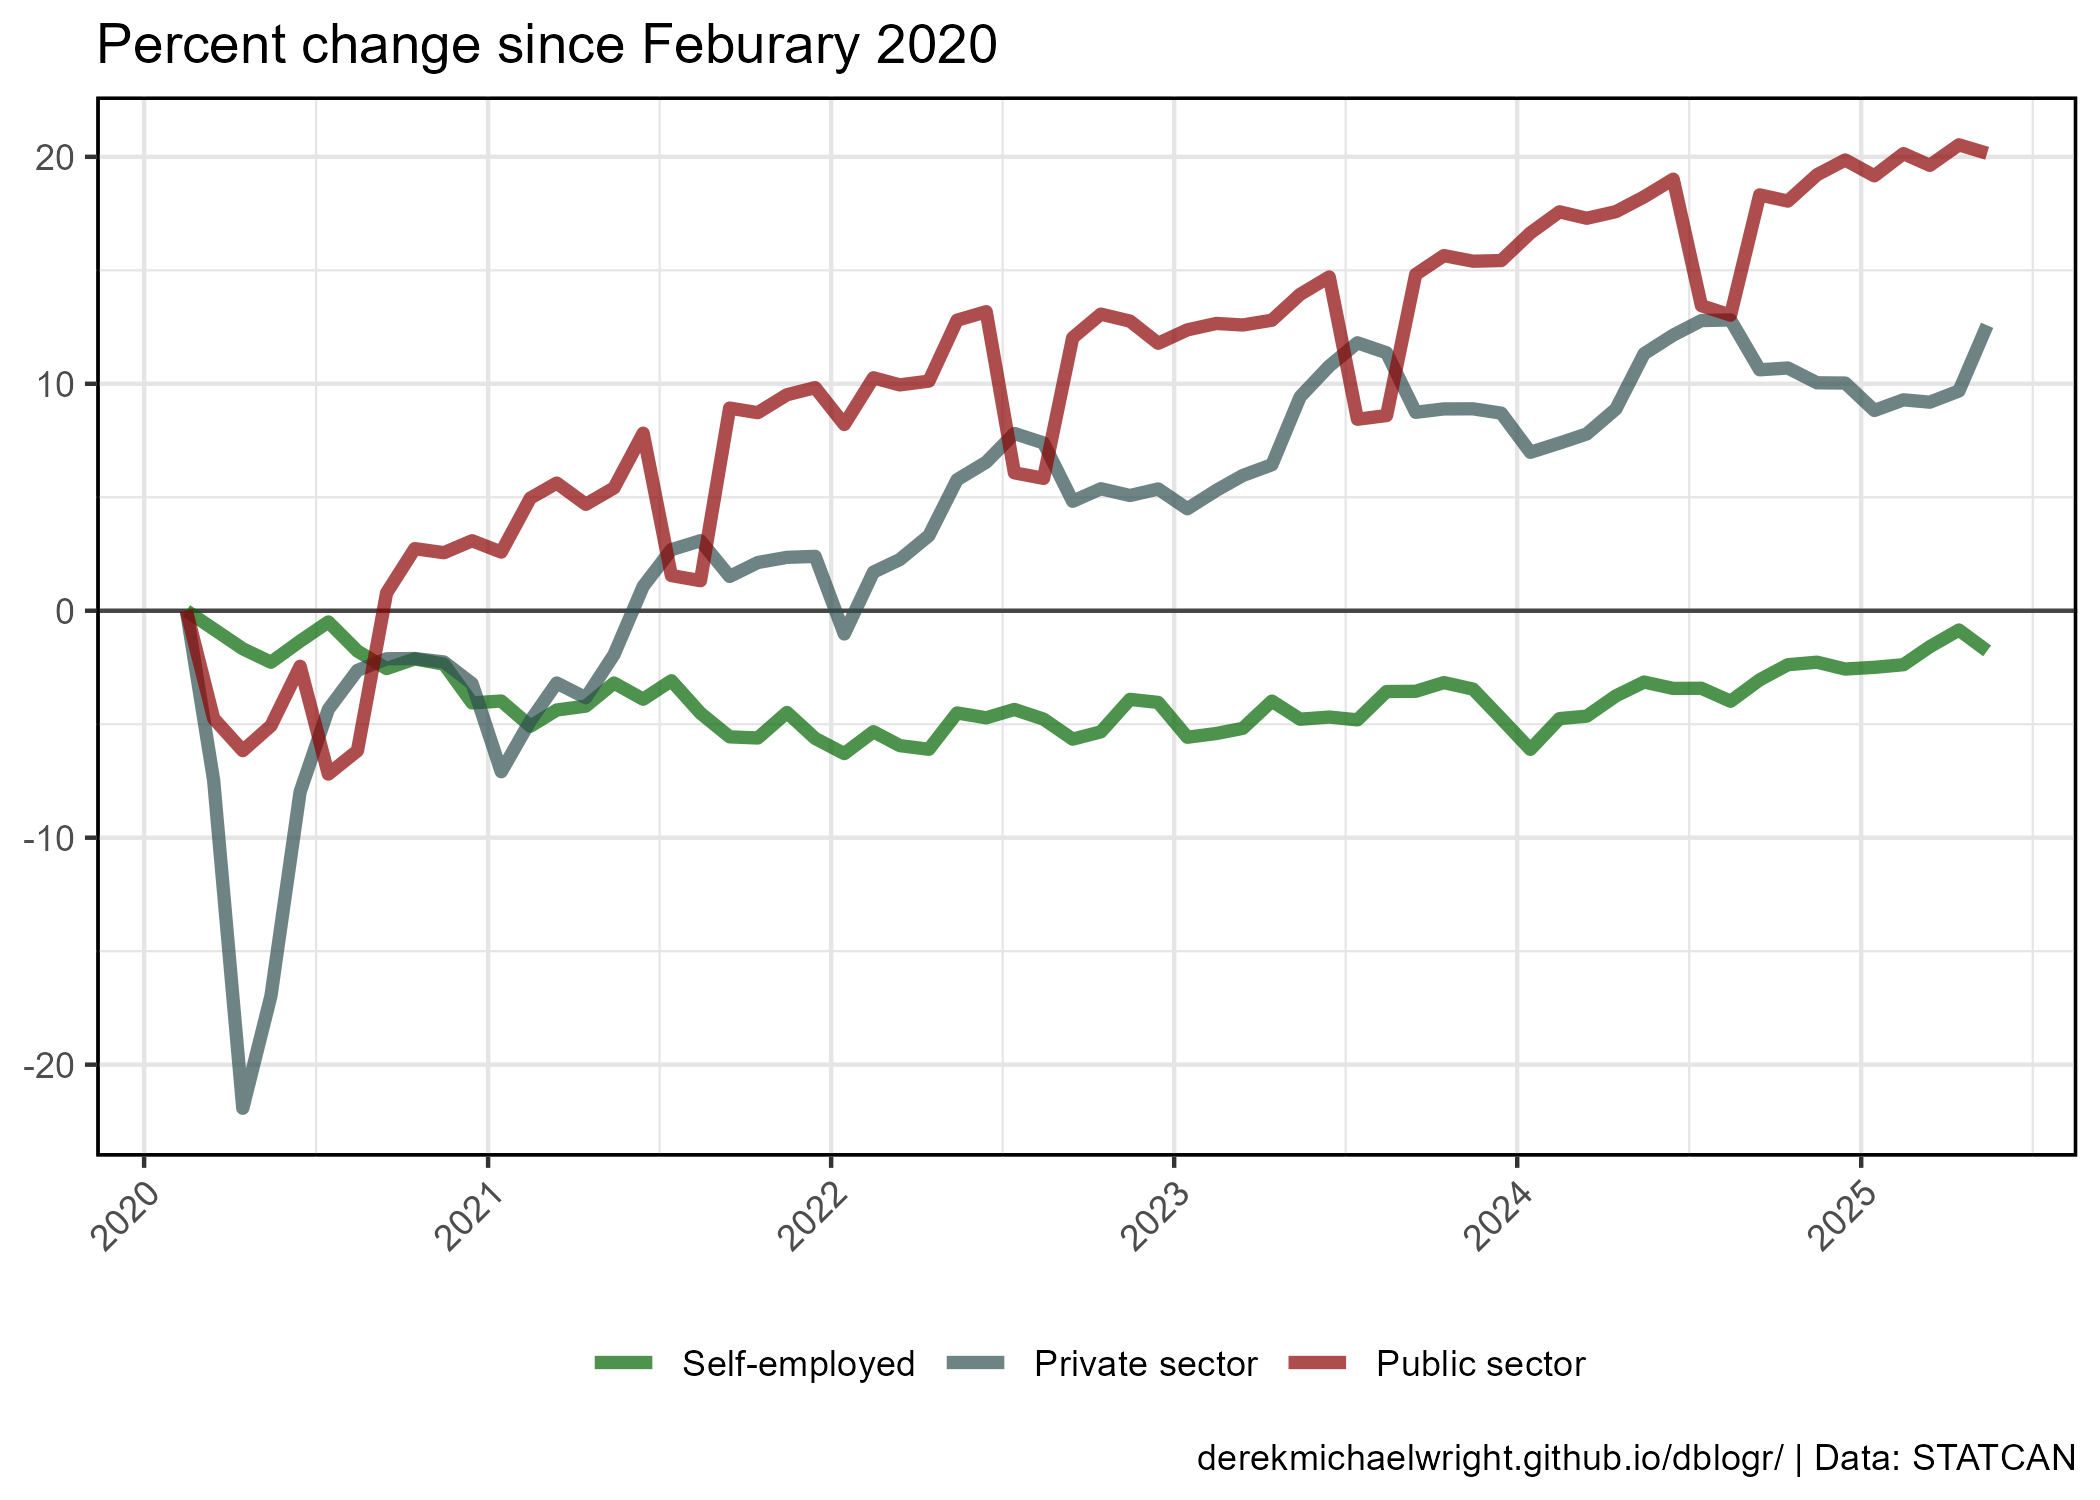 Percent change since Feburary 2020
20
10
0
-10
-20
2020
2021
2022
2023
2024
2025
Self-employed
Private sector
Public sector
derekmichaelwright.github.io/dblogr/ | Data: STATCAN